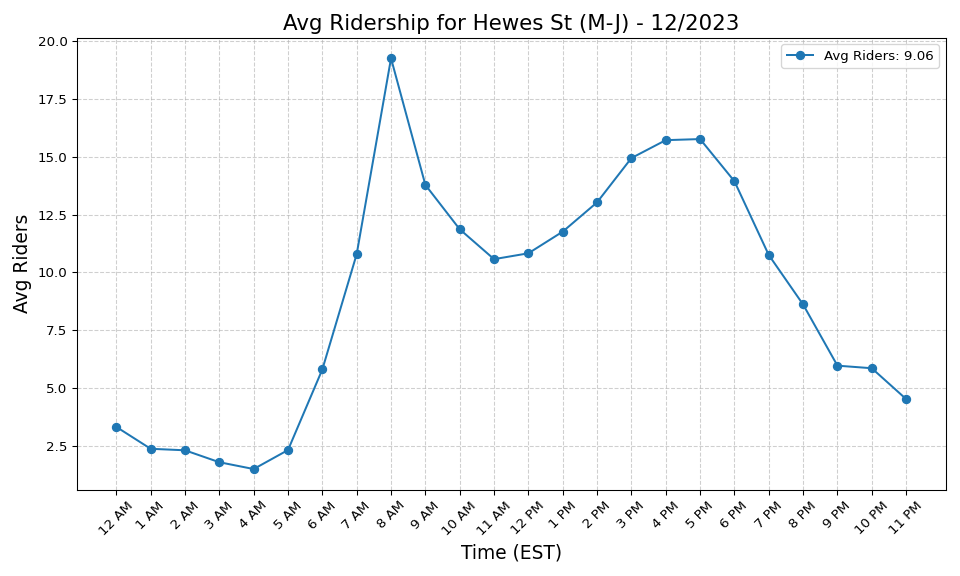 Avg Ridership for Hewes St (M-J) - 12/2023
Avg Riders: 9.06
Avg Riders
20.0
17.5
15.0
12.5
10.0
7.5
5.0
2.5
12 AM
1 AM
2 AM
3 AM
4 AM
5 AM
6 AM
7 AM
8 AM
9 AM
10 AM
11 AM
12 PM
1 PM
2 PM
3 PM
4 PM
5 PM
6 PM
7 PM
8 PM
9 PM
10 PM
11 PM
Time (EST)